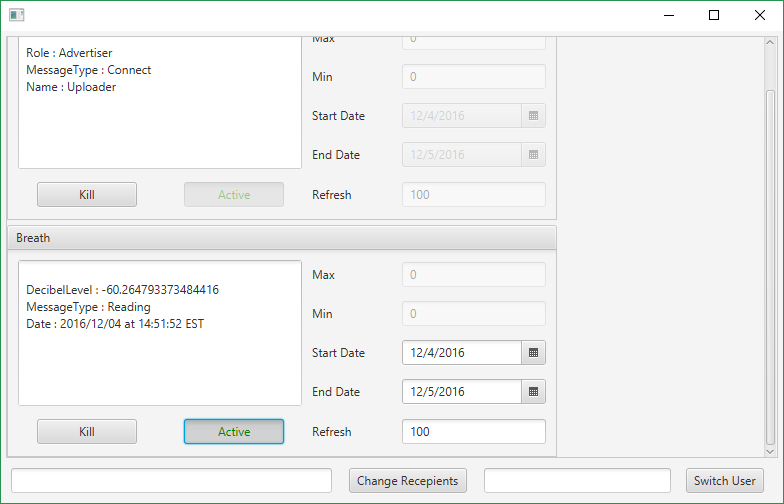 Max
0
Role : Advertiser
MessageType : Connect
Name : Uploader
Min
0
Start Date
12/4/2016
End Date
12/5/2016
Kill
Active
Refresh
100
Breath
DecibelLevel : -60.264793373484416
MessageType : Reading
Date : 2016/12/04 at 14:51:52 EST
Max
0
Min
0
Start Date
12/4/2016
End Date
12/5/2016
Kill
Active
Refresh
100
Change Recepients
Switch User